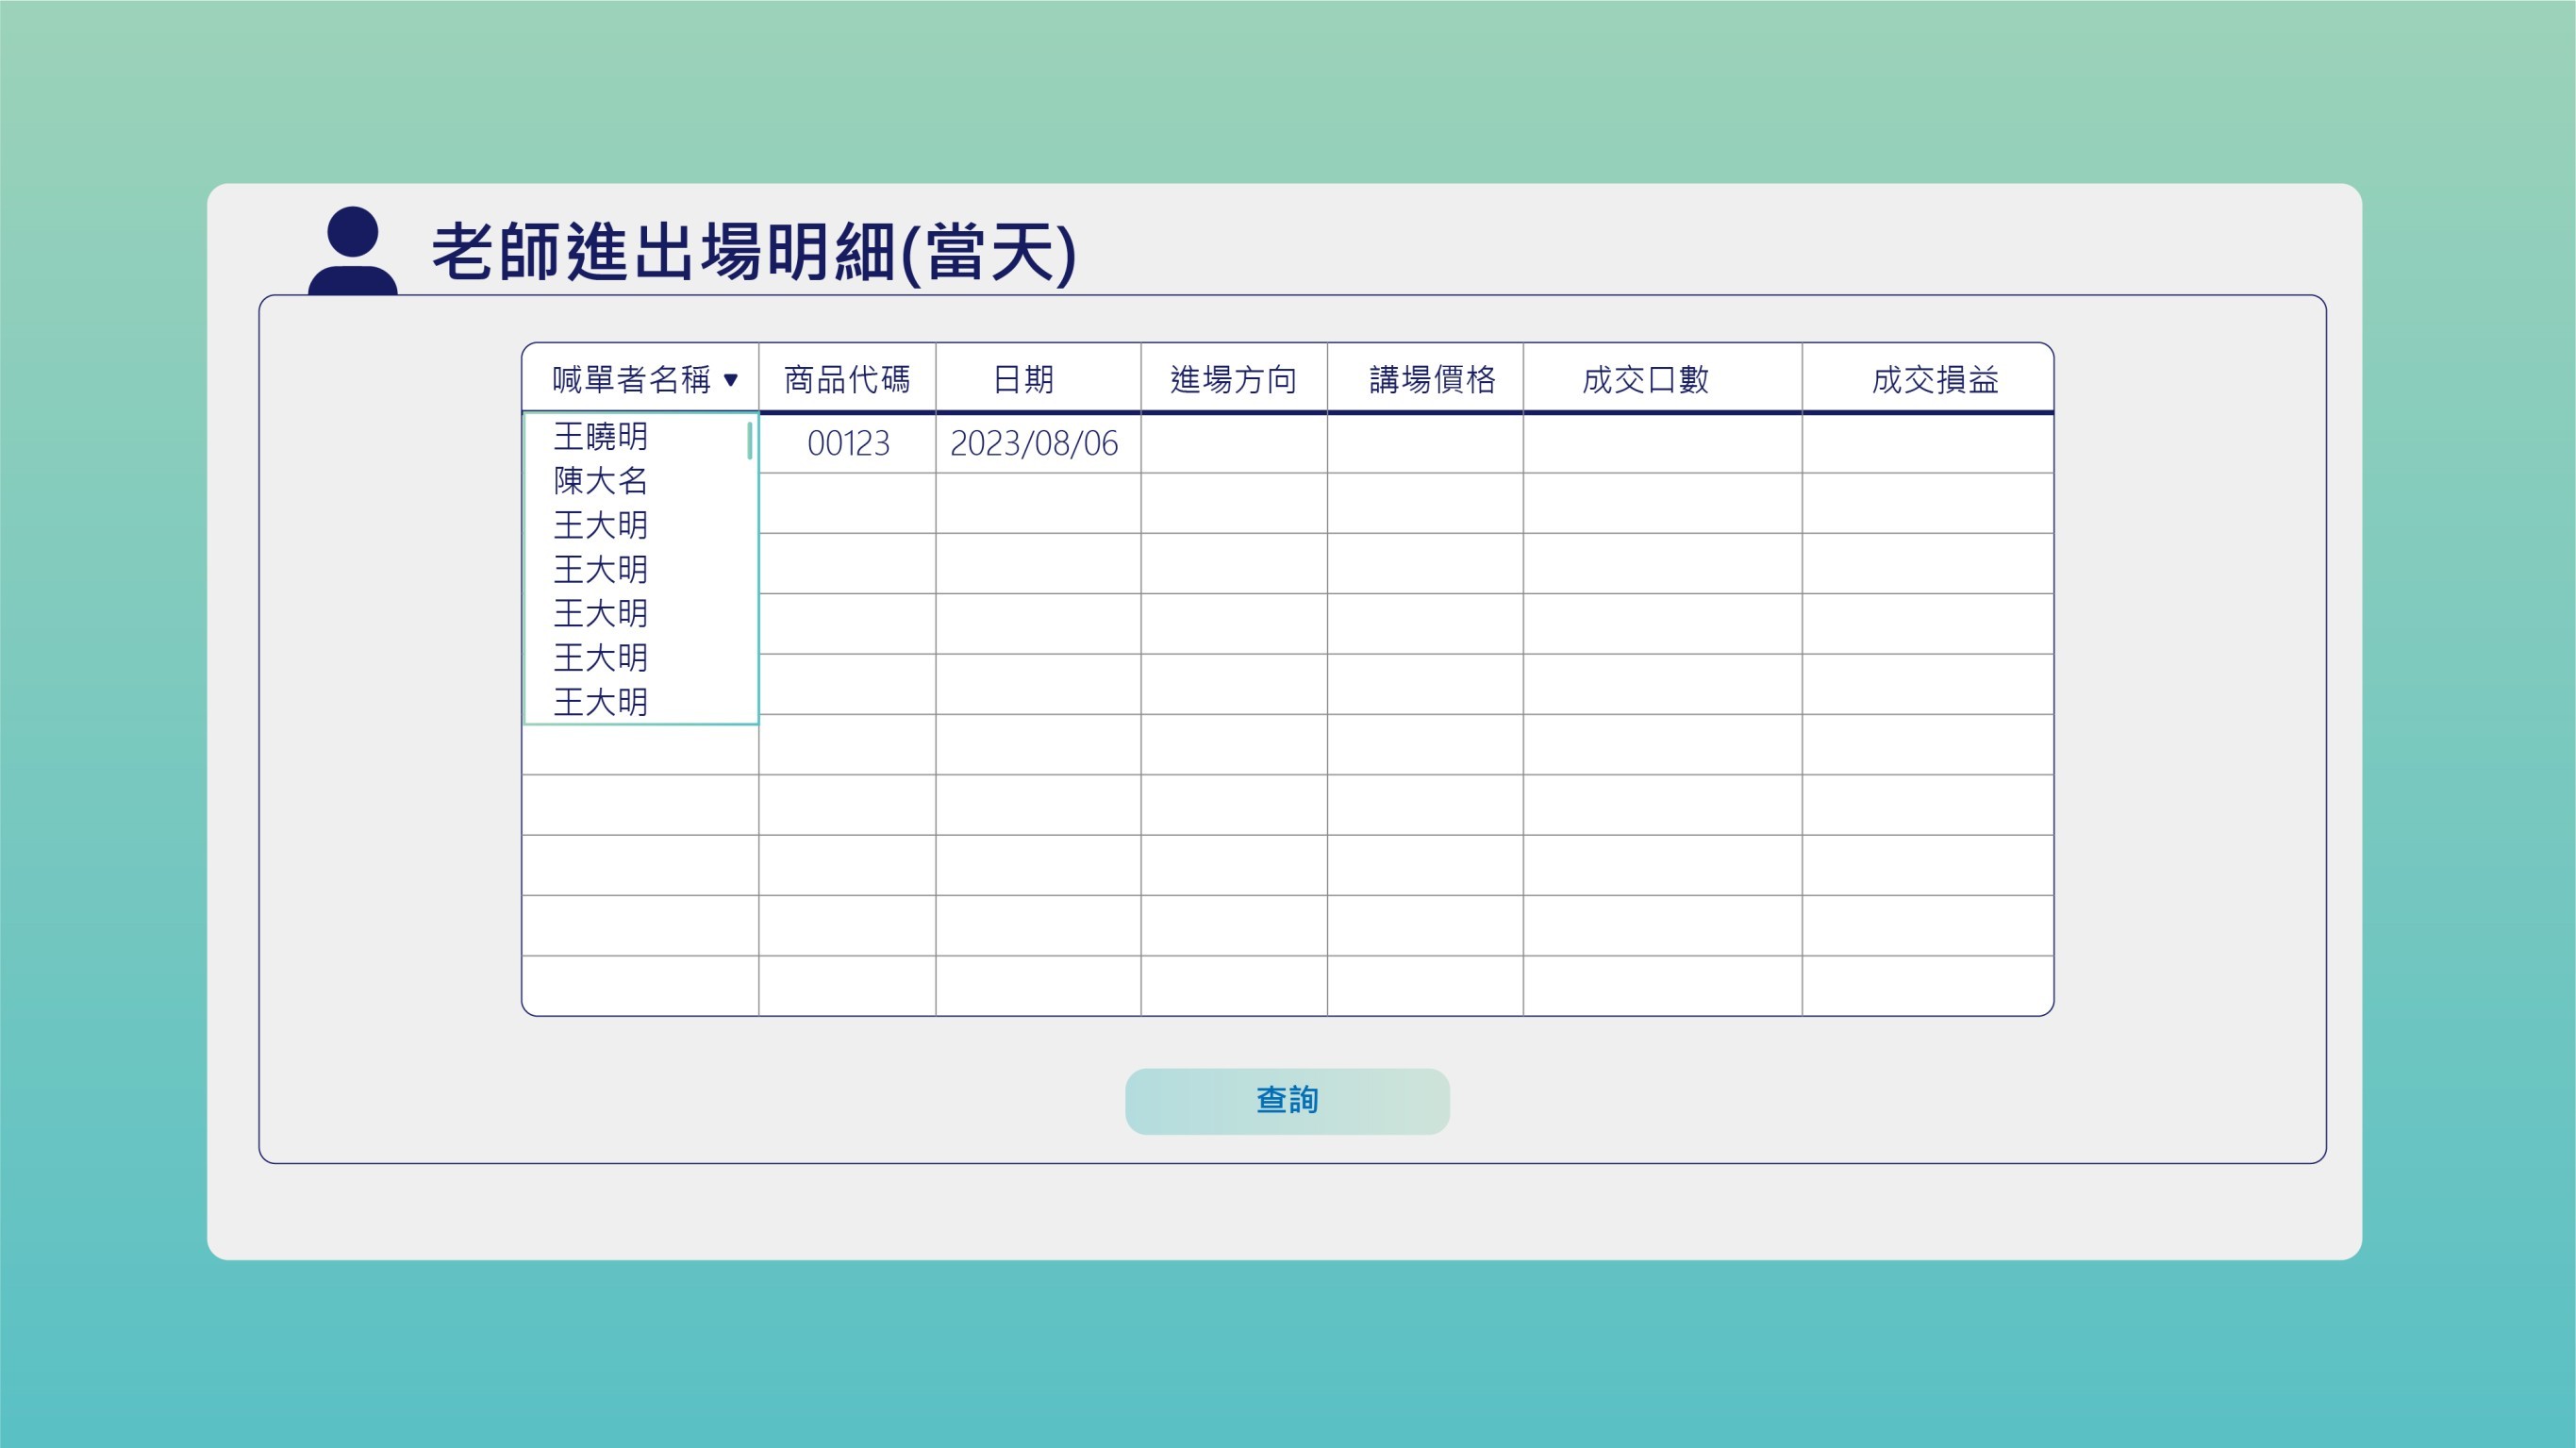 老師進出場明細(當天)
喊單者名稱 ▼ 商品代碼 日期 進場方向 講場價格 成交口數 成交損益
王曉明 00123 2023/08/06
陳大名
王大明
王大明
王大明
王大明
王大明
查詢